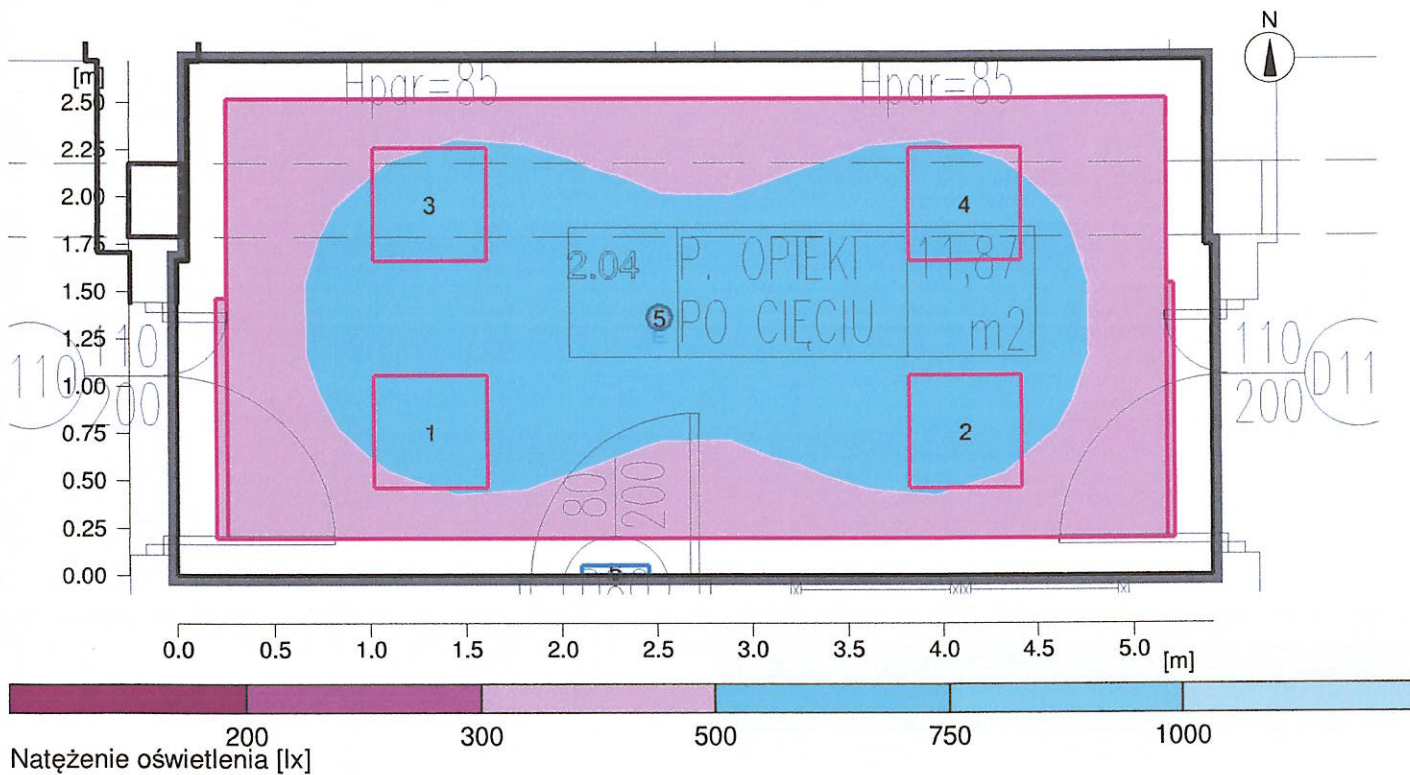 N
[m]
Hpar=85 Hpar=85
2.50
2.25
2.00
1.75
1.50
1.25
1.00
0.75
0.50
0.25
0.00
3 4
2.04 P. OPIEKI 11,87
5 PO CIĘCIU m2
E
110 110 110 D11
200 200
1 2
80
200
0.0 0.5 1.0 1.5 2.0 2.5 3.0 3.5 4.0 4.5 5.0 [m]
200 300 500 750 1000
Natężenie oświetlenia [lx]